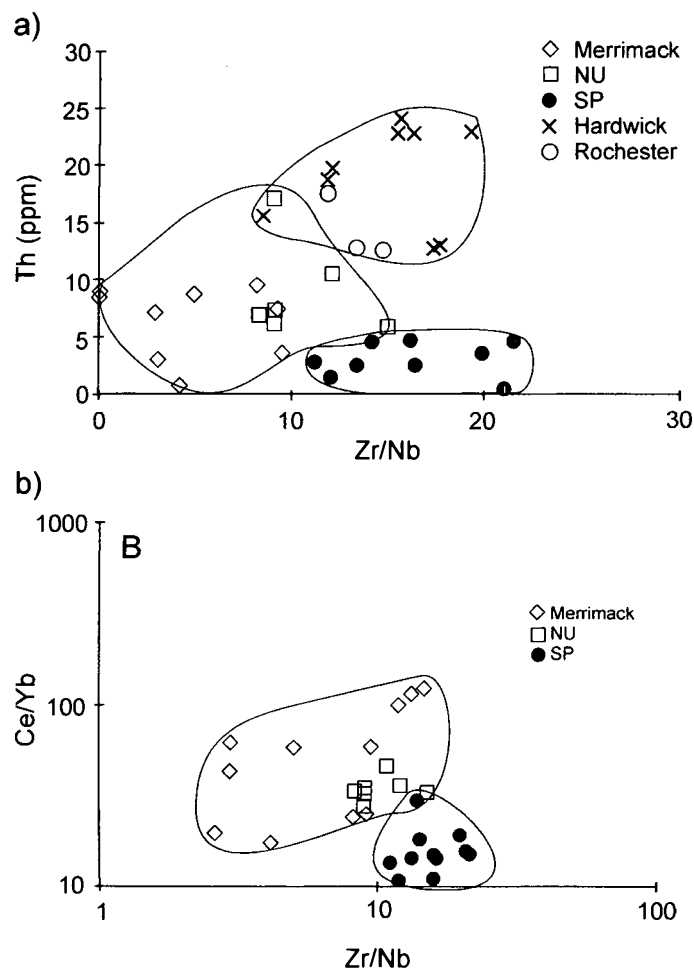 a)
Th (ppm)
30
25
20
15
10
5
0
0 10 20 30
Zr/Nb
Merrimack
NU
SP
Hardwick
Rochester
b)
B
Ce/Yb
1000
100
10
1 10 100
Zr/Nb
Merrimack
NU
SP